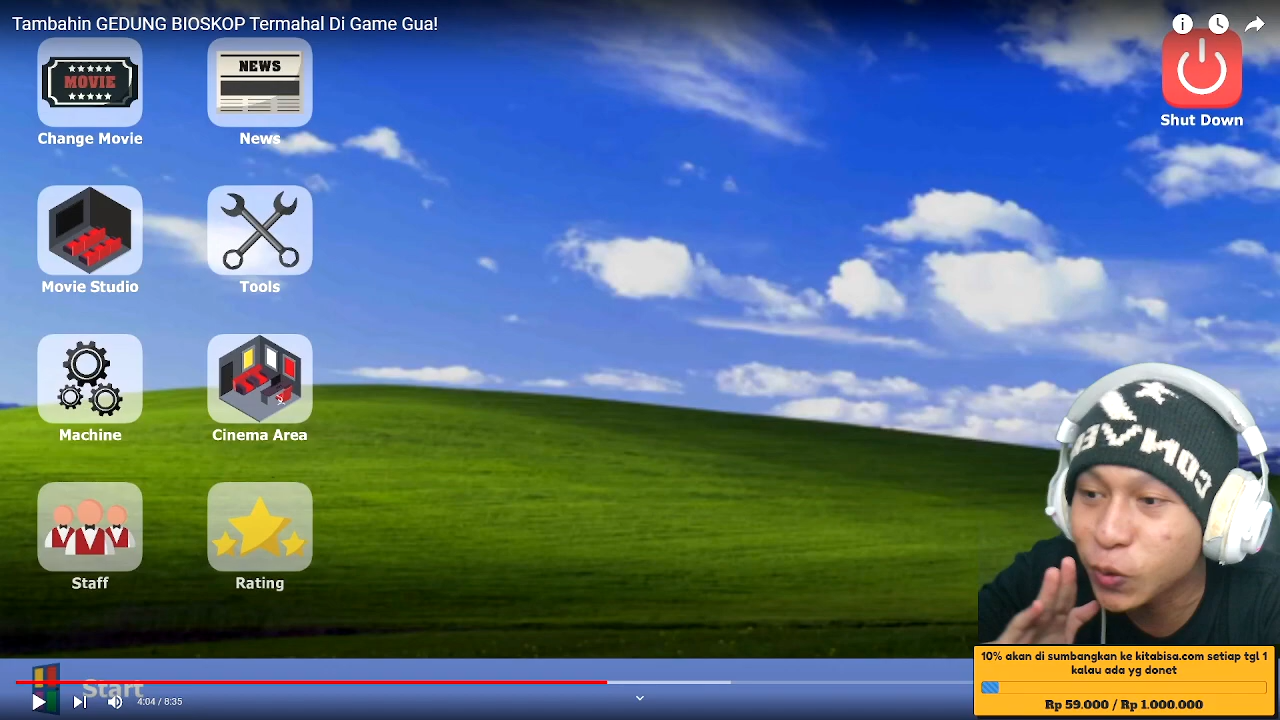 Tambahin GEDUNG BIOSKOP Termahal Di Game Gua!
MOVIE
Change Movie
NEWS
News
Shut Down
Movie Studio
Tools
Machine
Cinema Area
Staff
Rating
CONVERSE
Start
4:04 / 8:35
10% akan di sumbangkan ke kitabisa.com setiap tgl 1
kalau ada yg donet
Rp 59.000 / Rp 1.000.000